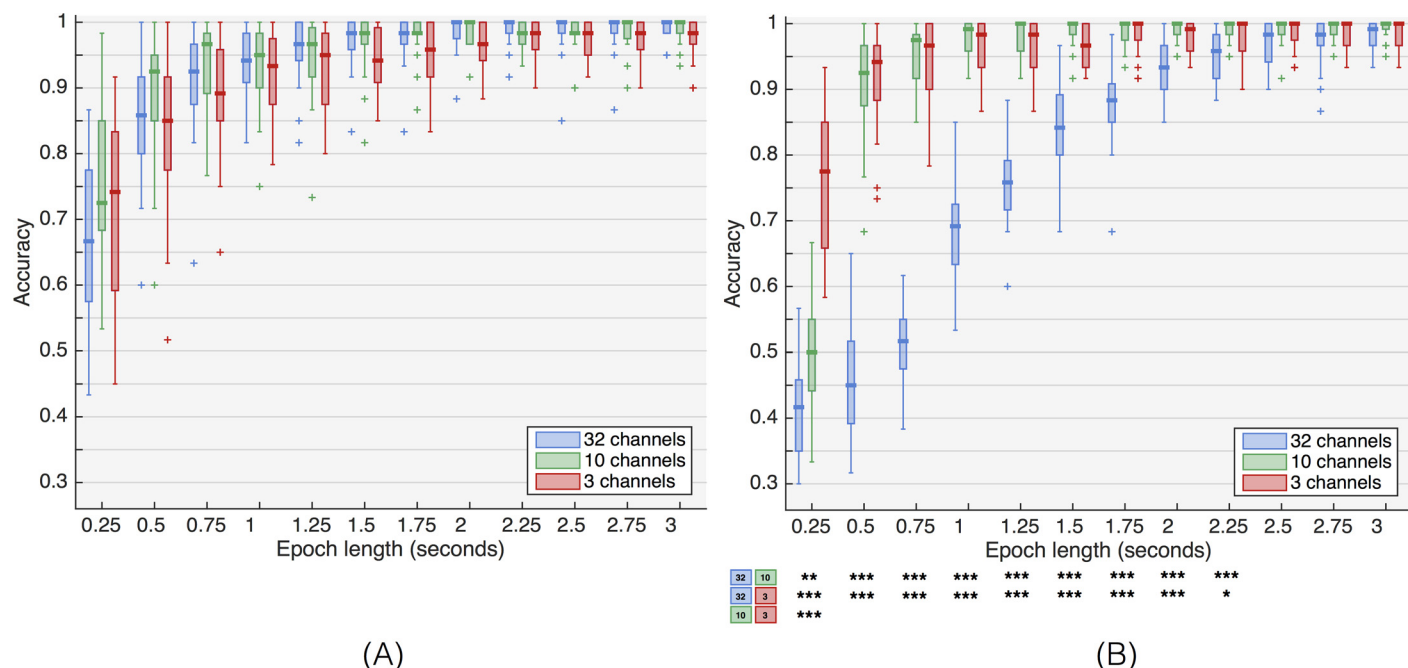 1
0.9
0.8
0.7
0.6
0.5
0.4
0.3
Accuracy
32 channels
10 channels
3 channels
0.25 0.5 0.75 1 1.25 1.5 1.75 2 2.25 2.5 2.75 3
Epoch length (seconds)
(A)
1
0.9
0.8
0.7
0.6
0.5
0.4
0.3
Accuracy
32 channels
10 channels
3 channels
0.25 0.5 0.75 1 1.25 1.5 1.75 2 2.25 2.5 2.75 3
Epoch length (seconds)
32 10 ** *** *** *** *** *** *** *** ***
32 3 *** *** *** *** *** *** *** *** *
10 3 ***
(B)